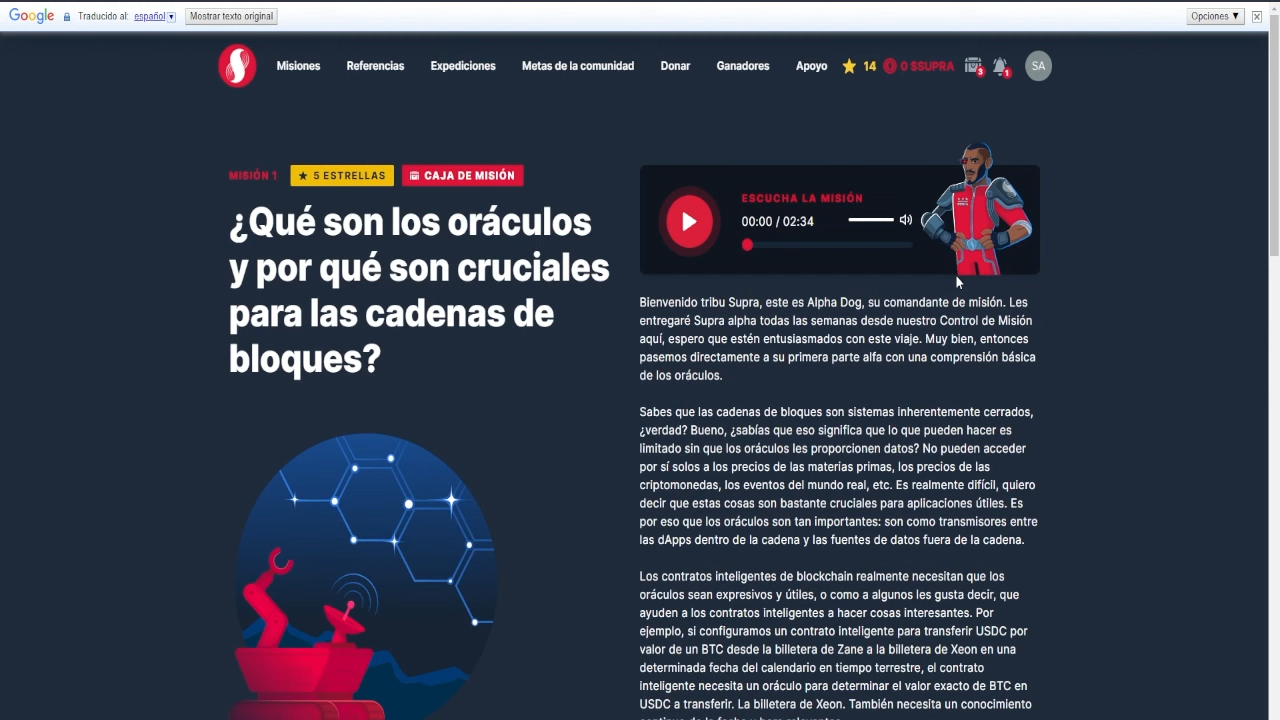 Google Traducido al: español Mostrar texto original Opciones ▼
Misiones Referencias Expediciones Metas de la comunidad Donar Ganadores Apoyo 14 0 $SUPRA 3 1 SA
MISIÓN 1 ★ 5 ESTRELLAS CAJA DE MISIÓN
¿Qué son los oráculos
y por qué son cruciales
para las cadenas de
bloques?
ESCUCHA LA MISIÓN
00:00 / 02:34
Bienvenido tribu Supra, este es Alpha Dog, su comandante de misión. Les
entregaré Supra alpha todas las semanas desde nuestro Control de Misión
aquí, espero que estén entusiasmados con este viaje. Muy bien, entonces
pasemos directamente a su primera parte alfa con una comprensión básica
de los oráculos.
Sabes que las cadenas de bloques son sistemas inherentemente cerrados,
¿verdad? Bueno, ¿sabías que eso significa que lo que pueden hacer es
limitado sin que los oráculos les proporcionen datos? No pueden acceder
por sí solos a los precios de las materias primas, los precios de las
criptomonedas, los eventos del mundo real, etc. Es realmente difícil, quiero
decir que estas cosas son bastante cruciales para aplicaciones útiles. Es
por eso que los oráculos son tan importantes: son como transmisores entre
las dApps dentro de la cadena y las fuentes de datos fuera de la cadena.
Los contratos inteligentes de blockchain realmente necesitan que los
oráculos sean expresivos y útiles, o como a algunos les gusta decir, que
ayuden a los contratos inteligentes a hacer cosas interesantes. Por
ejemplo, si configuramos un contrato inteligente para transferir USDC por
valor de un BTC desde la billetera de Zane a la billetera de Xeon en una
determinada fecha del calendario en tiempo terrestre, el contrato
inteligente necesita un oráculo para determinar el valor exacto de BTC en
USDC a transferir. La billetera de Xeon. También necesita un conocimiento